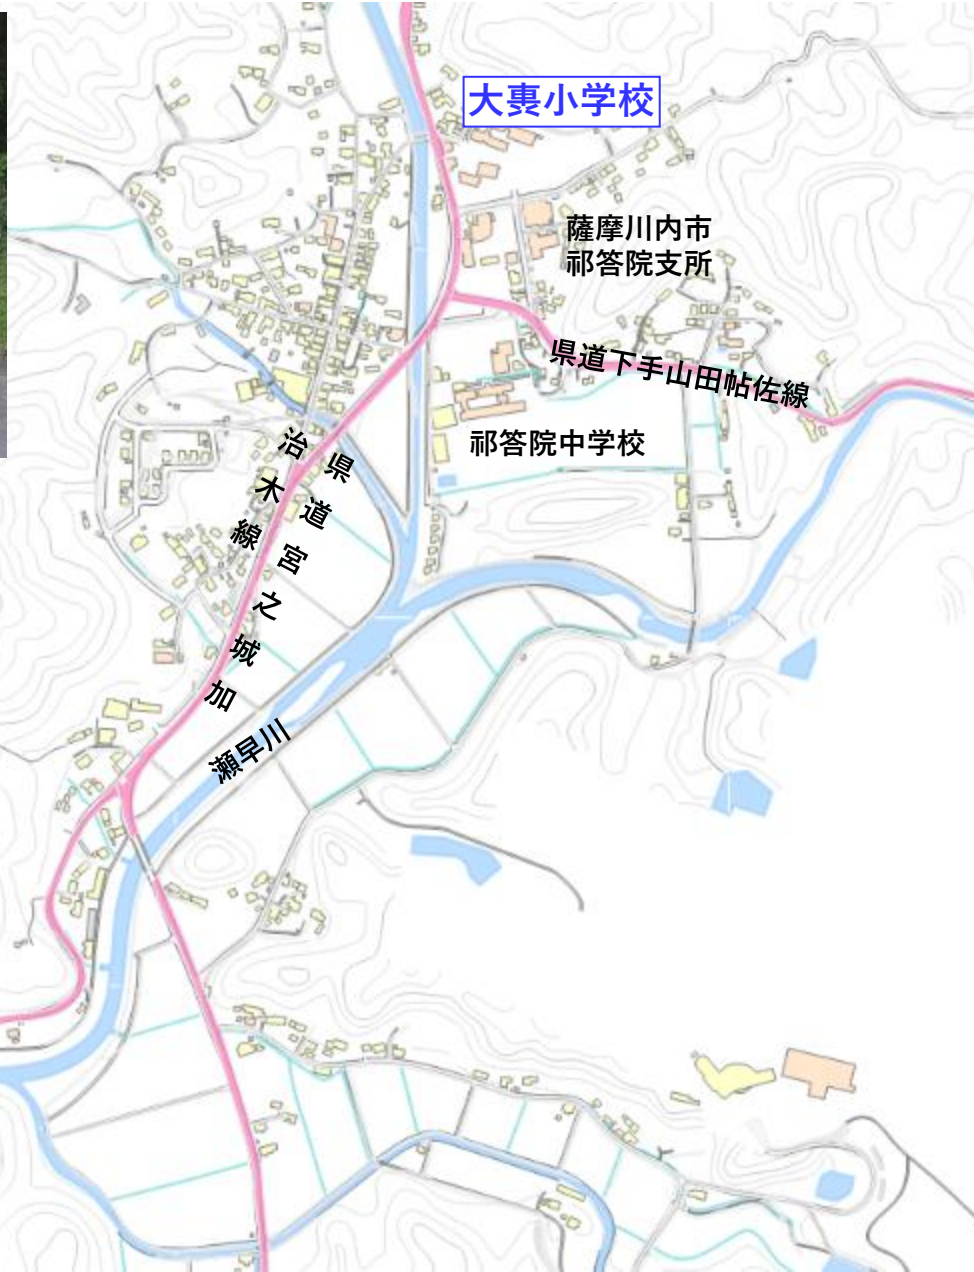 大軣小学校
薩摩川内市
祁答院支所
県道下手山田帖佐線
祁答院中学校
県道宮之城加
治木線
瀬早川